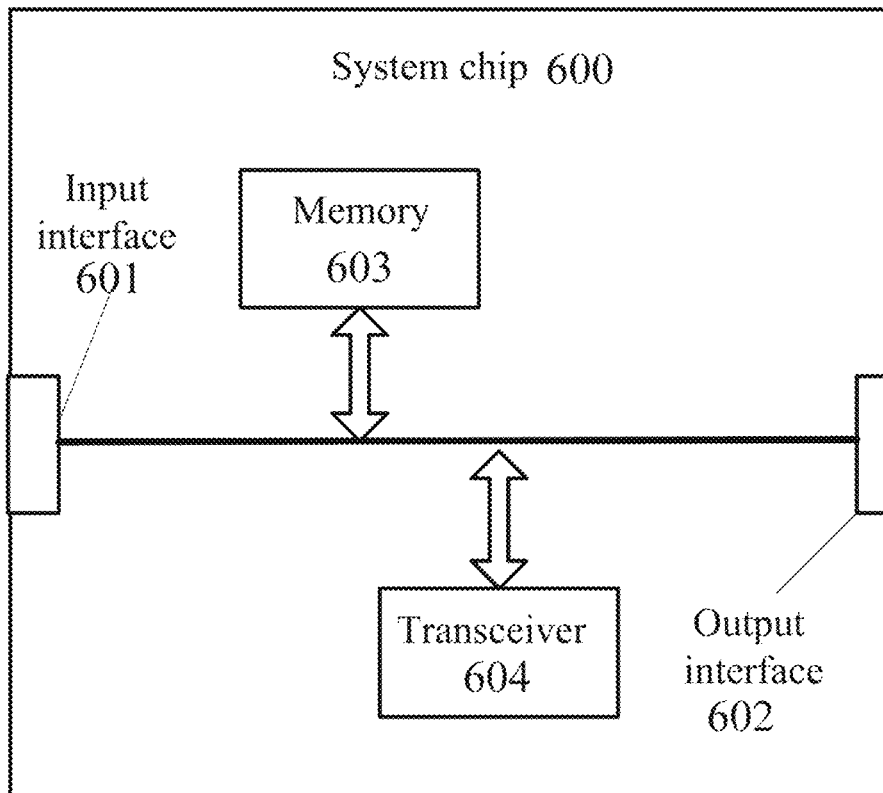 System chip 600
Input
interface
601
Memory
603
Transceiver
604
Output
interface
602